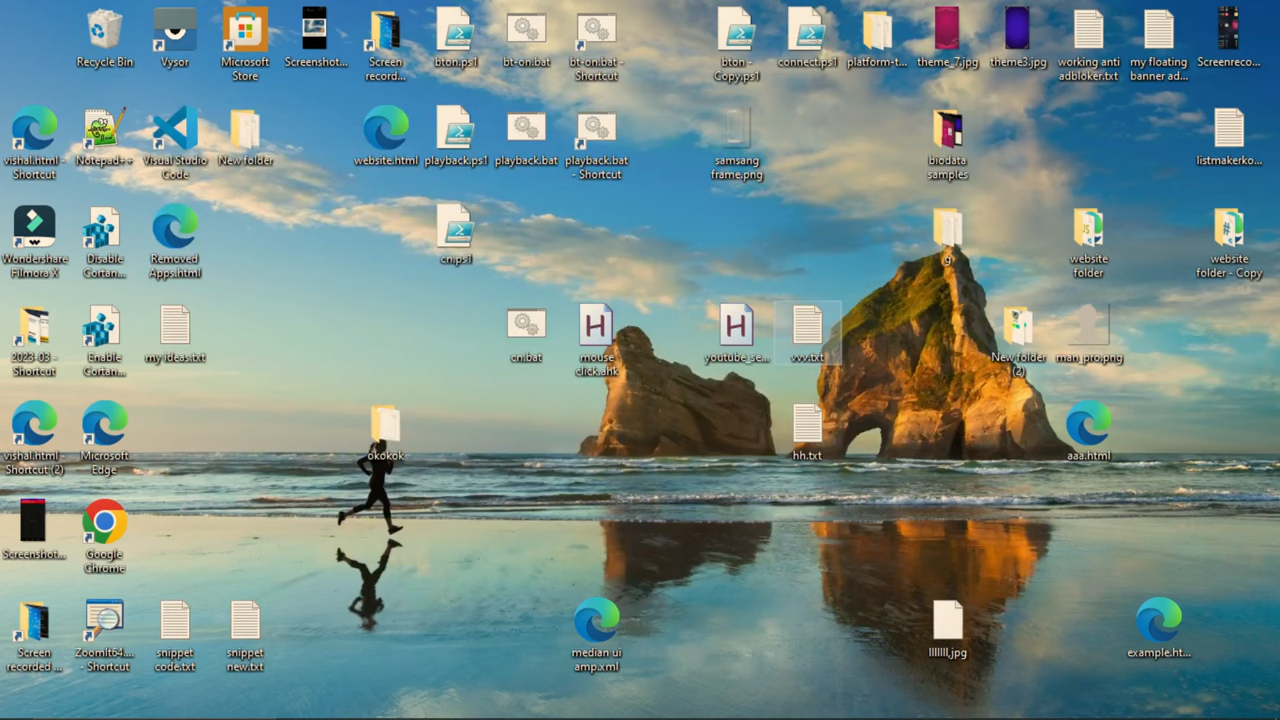 Recycle Bin
Vysor
Microsoft
Store
Screenshot...
Screen
record...
bton.ps1
bt-on.bat
bt-on.bat -
Shortcut
bton -
Copy.ps1
connect.ps1
platform-t...
theme_7.jpg
theme3.jpg
working anti
adbloker.txt
my floating
banner ad...
Screenreco...
vishal.html -
Shortcut
Notepad++
Visual Studio
Code
New folder
website.html
playback.ps1
playback.bat
playback.bat
- Shortcut
samsang
frame.png
biodata
samples
listmakerko...
Wondershare
Filmora X
Disable
Cortan...
Removed
Apps.html
cn.ps1
g
website
folder
website
folder - Copy
2023-03 -
Shortcut
Enable
Cortan...
my ideas.txt
cn.bat
mouse
click.ahk
youtube_se...
vvv.txt
New folder
(2)
man_pro.png
vishal.html -
Shortcut (2)
Microsoft
Edge
okokok
hh.txt
aaa.html
Screenshot...
Google
Chrome
Screen
recorded ...
ZoomIt64....
- Shortcut
snippet
code.txt
snippet
new.txt
median ui
amp.xml
lllllll.jpg
example.ht...